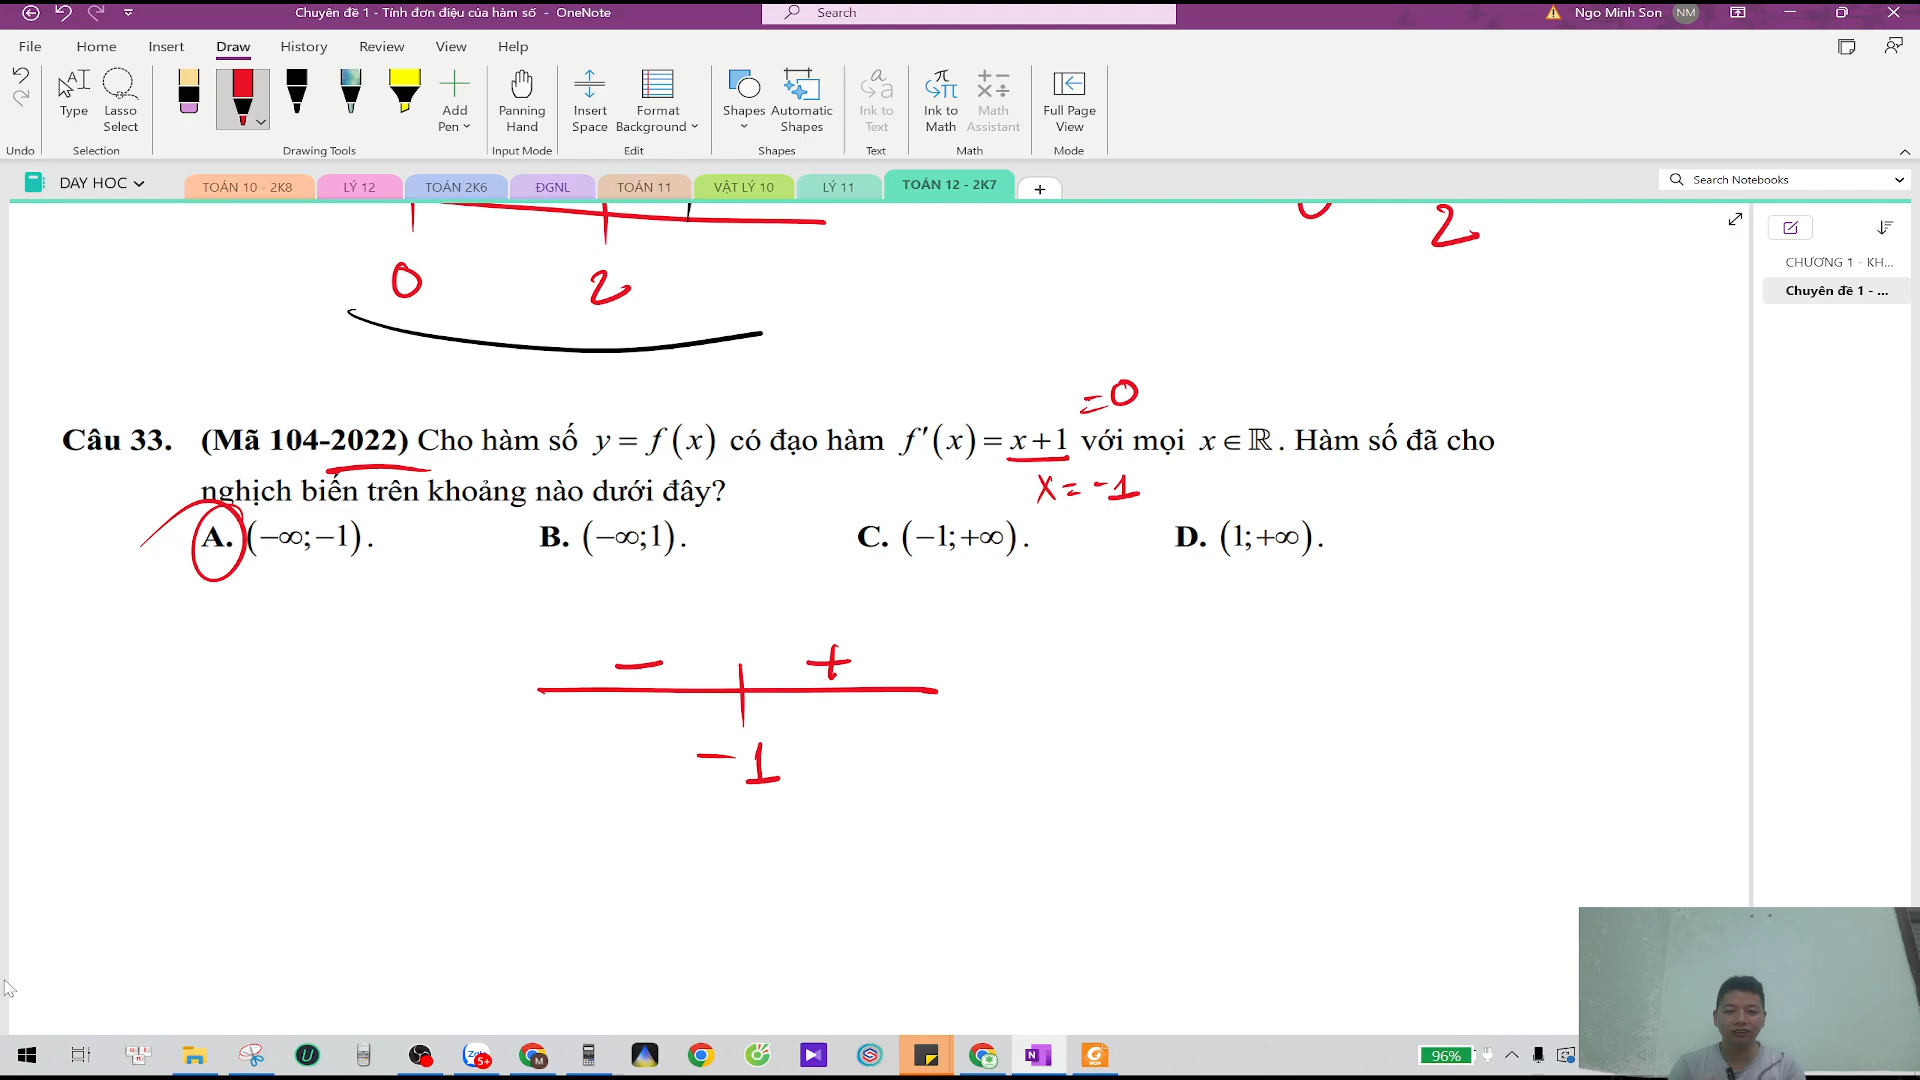 Chuyên đề 1 - Tính đơn điệu của hàm số - OneNote
Search
Ngo Minh Son
NM
File Home Insert Draw History Review View Help
Type
Lasso Select
Add Pen
Panning Hand
Insert Space
Format Background
Shapes
Automatic Shapes
Ink to Text
Ink to Math
Math Assistant
Full Page View
Undo Selection Drawing Tools Input Mode Edit Shapes Text Math Mode
DAY HOC
TOÁN 10 - 2K8 LÝ 12 TOÁN 2K6 ĐGNL TOÁN 11 VẬT LÝ 10 LÝ 11 TOÁN 12 - 2K7 +
Search Notebooks
CHƯƠNG 1 - KH...
Chuyên đề 1 - ...
2
0 2
=0
Câu 33. (Mã 104-2022) Cho hàm số y = f(x) có đạo hàm f′(x) = x+1 với mọi x∈ℝ. Hàm số đã cho
nghịch biến trên khoảng nào dưới đây?
x = -1
A. (−∞;−1). B. (−∞;1). C. (−1;+∞). D. (1;+∞).
− +
-1
96%